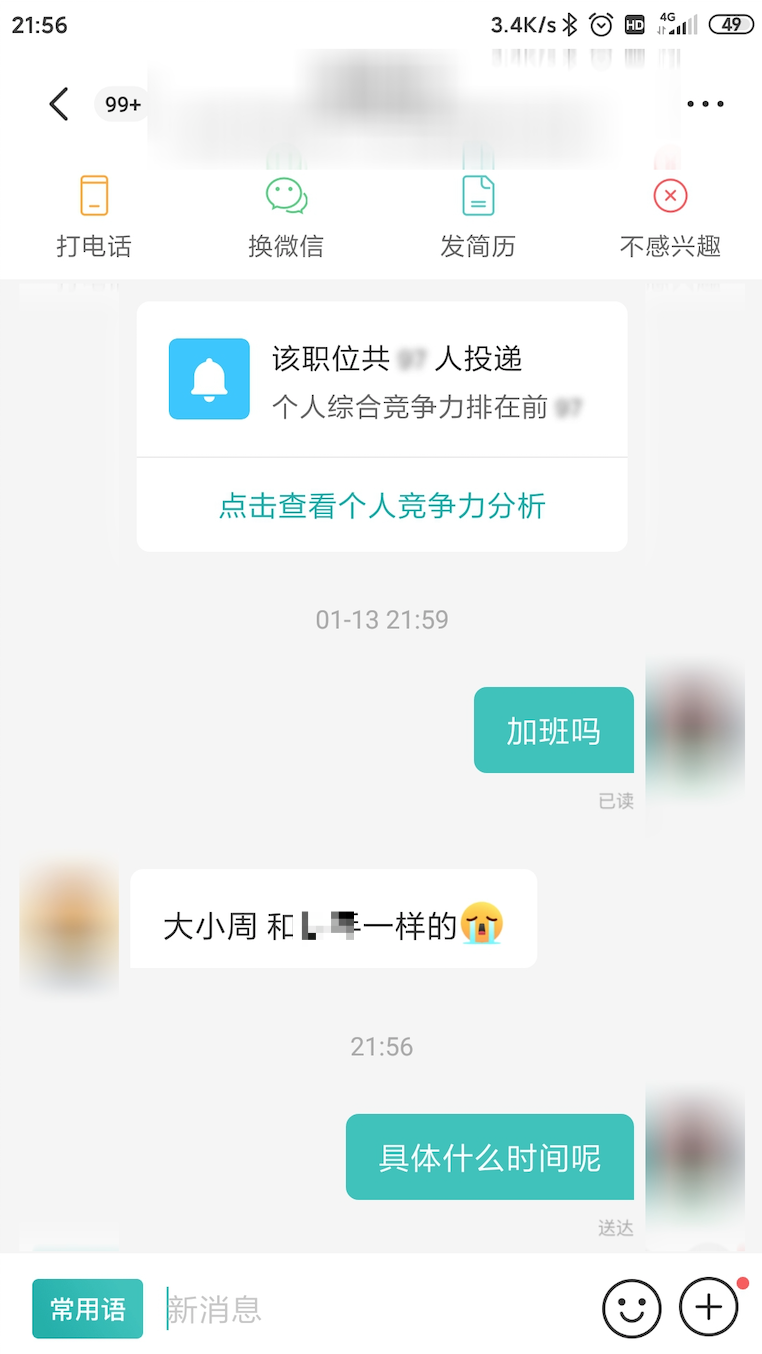 21:56
3.4K/s HD 4G 49
99+
打电话 换微信 发简历 不感兴趣
该职位共 人投递
个人综合竞争力排在前
点击查看个人竞争力分析
01-13 21:59
加班吗
已读
大小周 和 一样的😭
21:56
具体什么时间呢
送达
常用语 新消息